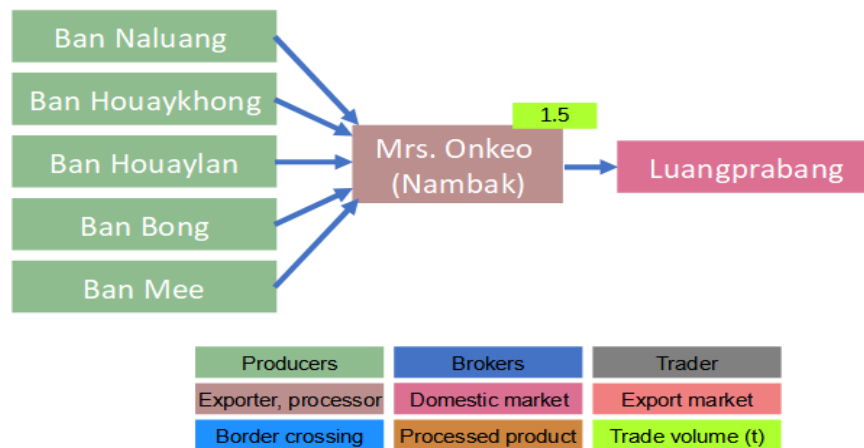 Ban Naluang
Ban Houaykhong
Ban Houaylan
Ban Bong
Ban Mee
1.5
Mrs. Onkeo
(Nambak)
Luangprabang
Producers
Brokers
Trader
Exporter, processor
Domestic market
Export market
Border crossing
Processed product
Trade volume (t)